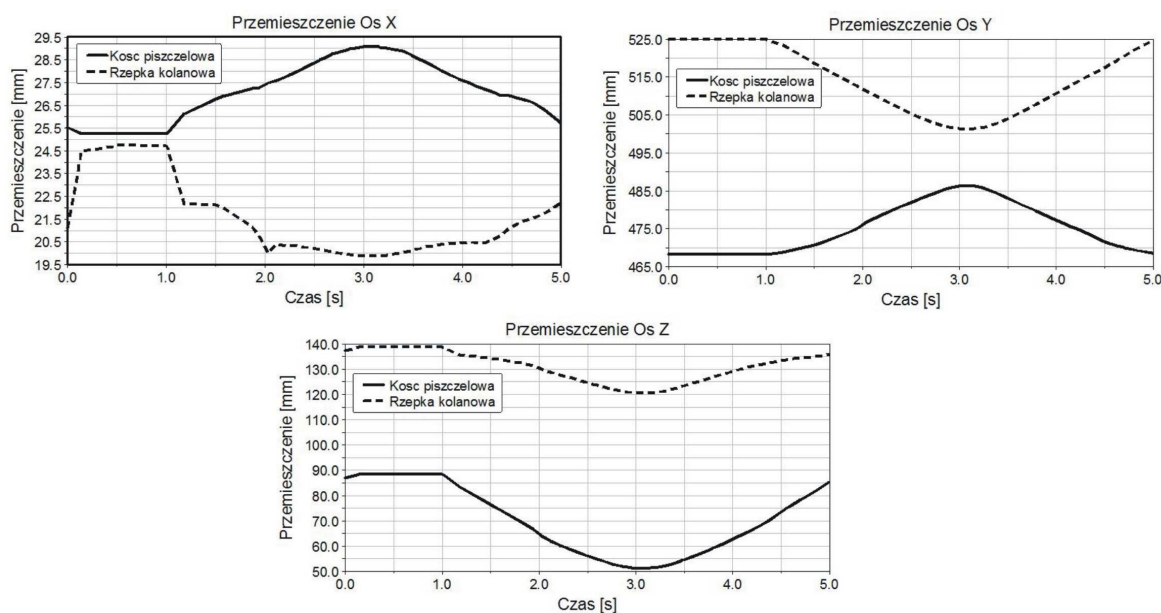 Przemieszczenie Os X
Przemieszczenie [mm]
29.5
28.5
27.5
26.5
25.5
24.5
23.5
22.5
21.5
20.5
19.5
Kosc piszczelowa
Rzepka kolanowa
0.0 1.0 2.0 3.0 4.0 5.0
Czas [s]
Przemieszczenie Os Y
Przemieszczenie [mm]
525.0
515.0
505.0
495.0
485.0
475.0
465.0
Kosc piszczelowa
Rzepka kolanowa
0.0 1.0 2.0 3.0 4.0 5.0
Czas [s]
Przemieszczenie Os Z
Przemieszczenie [mm]
140.0
130.0
120.0
110.0
100.0
90.0
80.0
70.0
60.0
50.0
Kosc piszczelowa
Rzepka kolanowa
0.0 1.0 2.0 3.0 4.0 5.0
Czas [s]